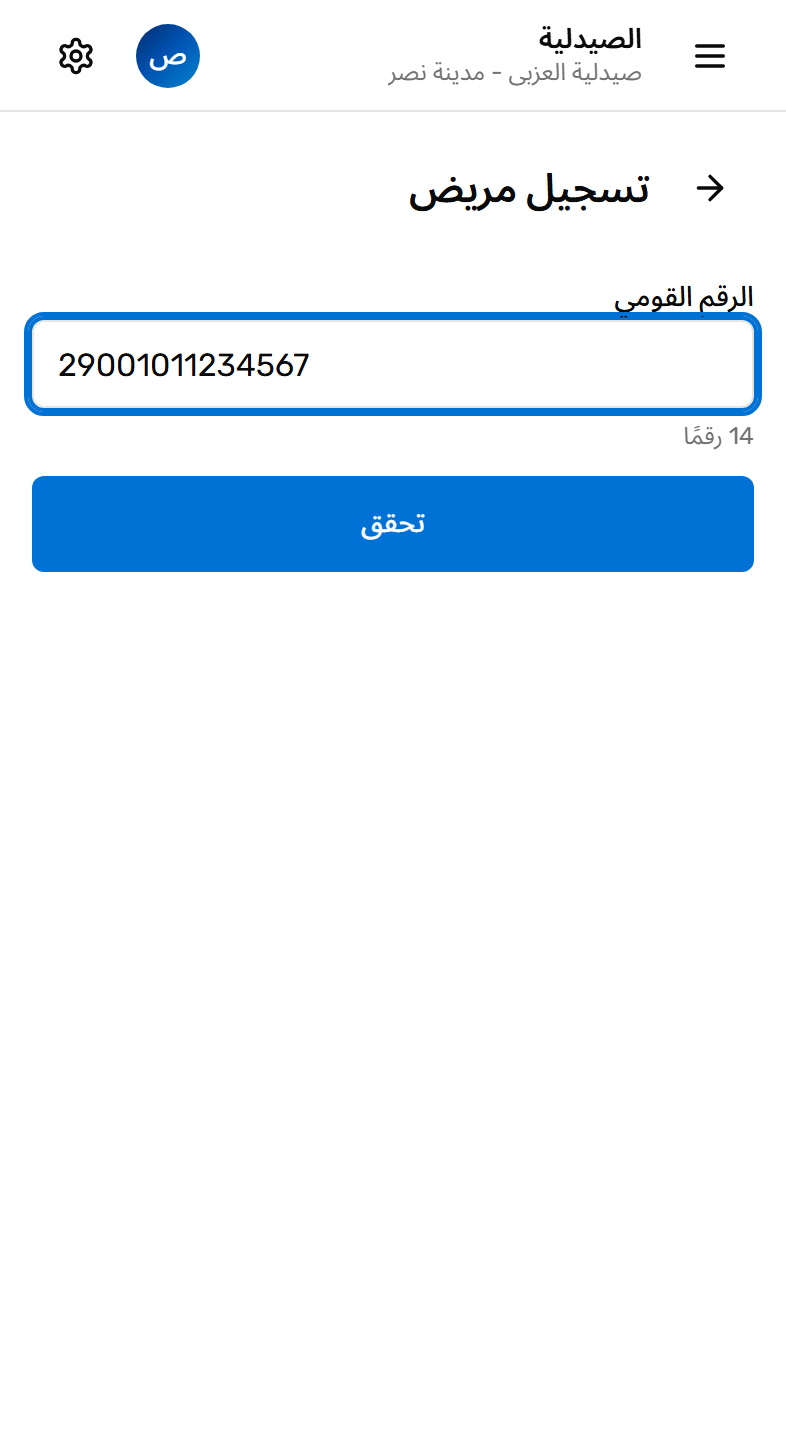 الصيدلية
صيدلية العزبى - مدينة نصر
ص
تسجيل مريض
الرقم القومي
29001011234567
14 رقمًا
تحقق